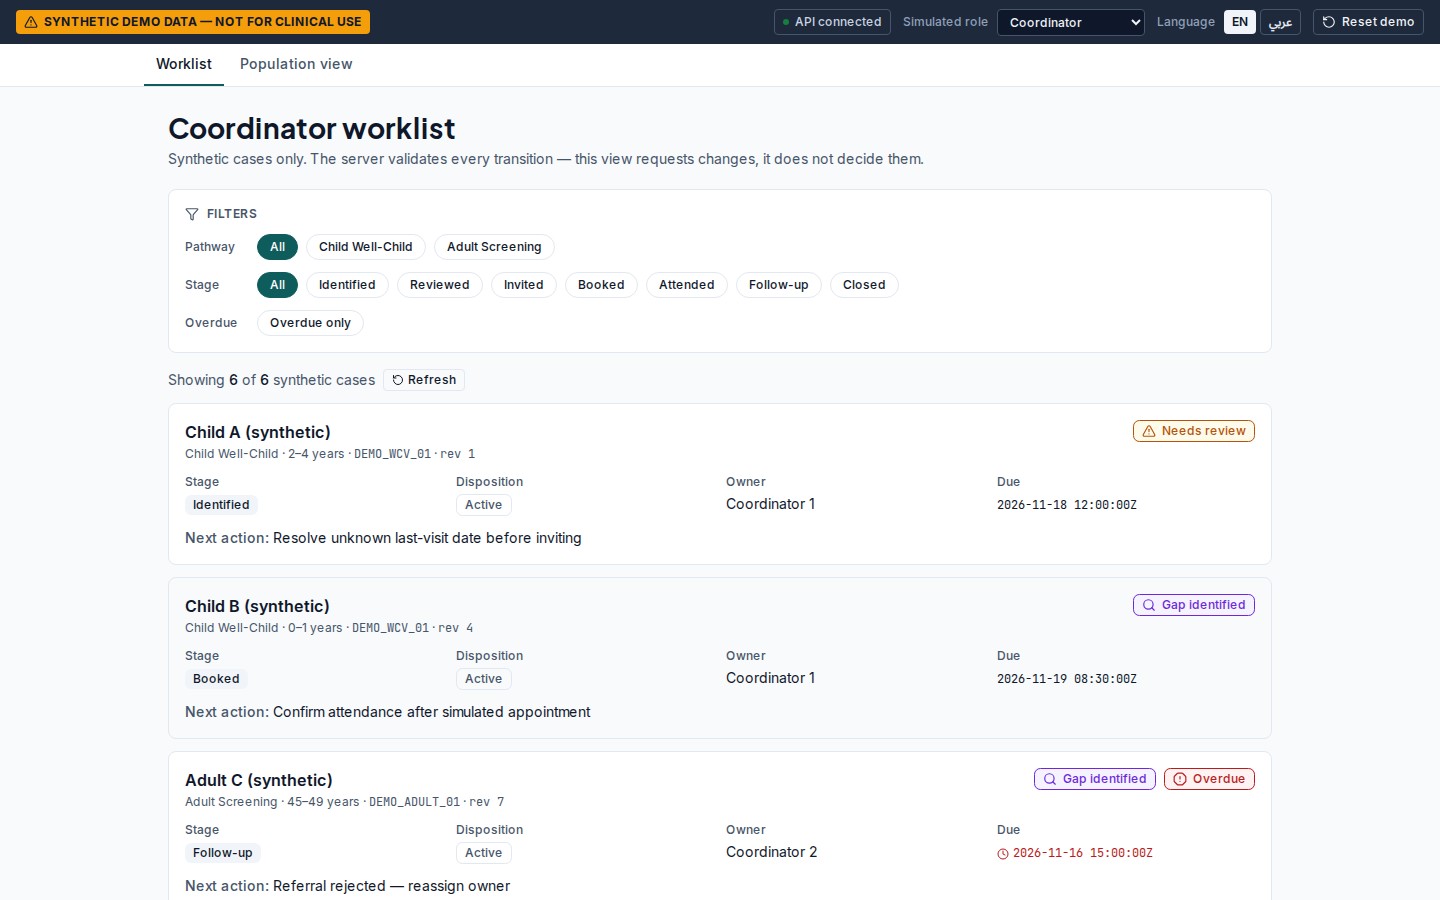 SYNTHETIC DEMO DATA — NOT FOR CLINICAL USE
API connected
Simulated role
Coordinator
Language
EN
عربي
Reset demo
Worklist
Population view
Coordinator worklist
Synthetic cases only. The server validates every transition — this view requests changes, it does not decide them.
FILTERS
Pathway All Child Well-Child Adult Screening
Stage All Identified Reviewed Invited Booked Attended Follow-up Closed
Overdue Overdue only
Showing 6 of 6 synthetic cases Refresh
Child A (synthetic) Needs review
Child Well-Child · 2–4 years · DEMO_WCV_01 · rev 1
Stage Disposition Owner Due
Identified Active Coordinator 1 2026-11-18 12:00:00Z
Next action: Resolve unknown last-visit date before inviting
Child B (synthetic) Gap identified
Child Well-Child · 0–1 years · DEMO_WCV_01 · rev 4
Stage Disposition Owner Due
Booked Active Coordinator 1 2026-11-19 08:30:00Z
Next action: Confirm attendance after simulated appointment
Adult C (synthetic) Gap identified Overdue
Adult Screening · 45–49 years · DEMO_ADULT_01 · rev 7
Stage Disposition Owner Due
Follow-up Active Coordinator 2 2026-11-16 15:00:00Z
Next action: Referral rejected — reassign owner